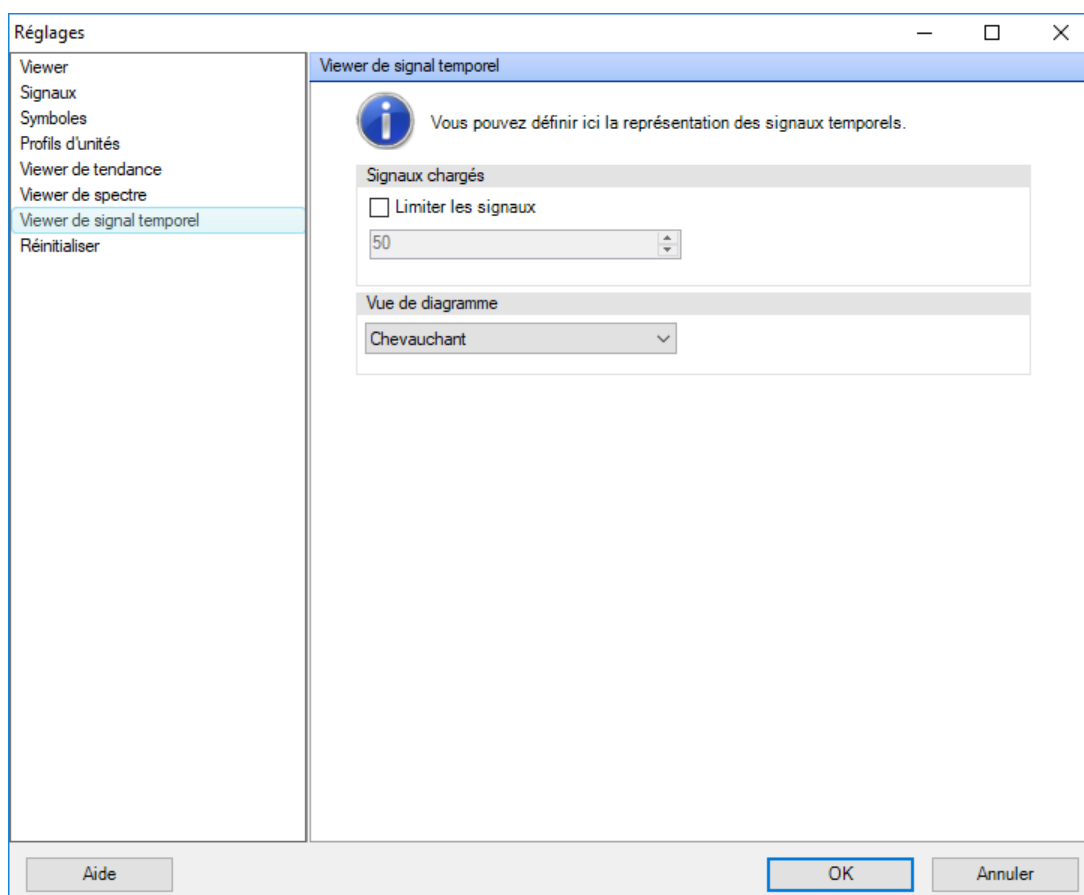 Réglages
Viewer
Signaux
Symboles
Profils d'unités
Viewer de tendance
Viewer de spectre
Viewer de signal temporel
Réinitialiser
Viewer de signal temporel
Vous pouvez définir ici la représentation des signaux temporels.
Signaux chargés
Limiter les signaux
50
Vue de diagramme
Chevauchant
Aide
OK
Annuler